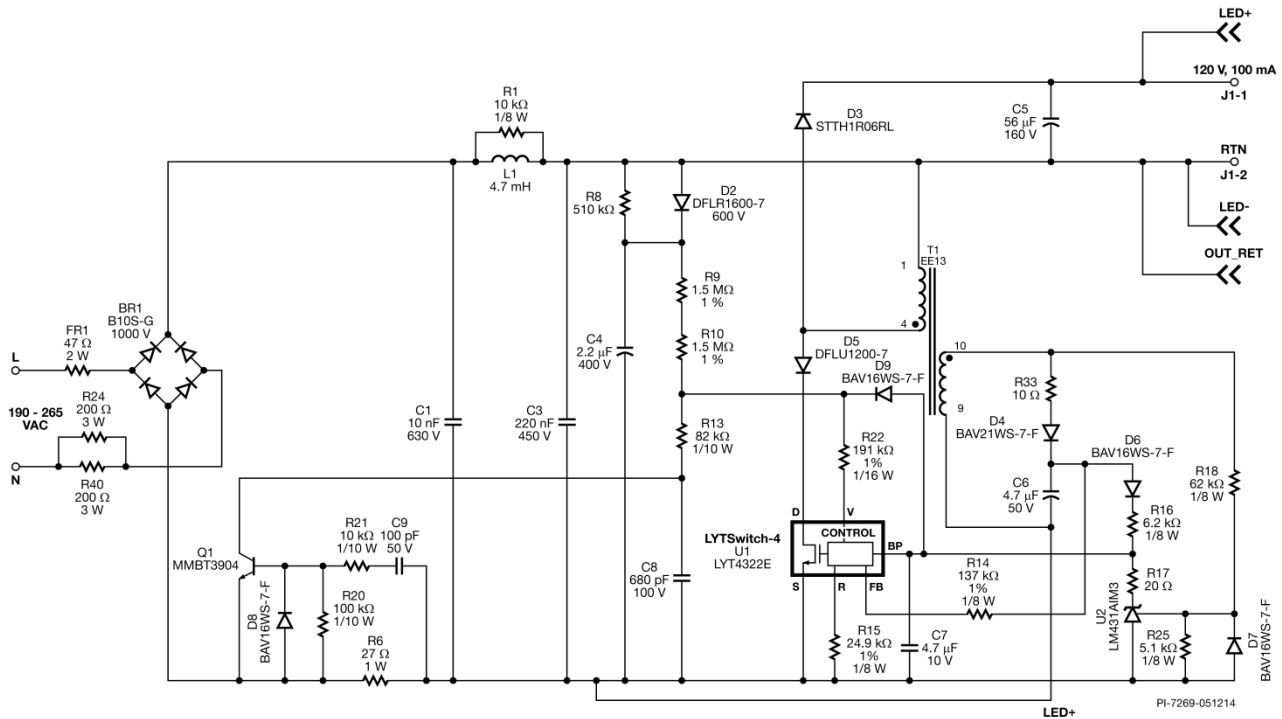 LED+
120 V, 100 mA
J1-1
R1
10 kΩ
1/8 W
L1
4.7 mH
D3
STTH1R06RL
C5
56 µF
160 V
RTN
J1-2
LED-
OUT_RET
R8
510 kΩ
D2
DFLR1600-7
600 V
T1
EE13
1
4
10
9
R9
1.5 MΩ
1 %
R10
1.5 MΩ
1%
BR1
B10S-G
1000 V
FR1
47 Ω
2 W
L
R24
200 Ω
3 W
190 - 265
VAC
N
R40
200 Ω
3 W
C4
2.2 µF
400 V
D5
DFLU1200-7
D9
BAV16WS-7-F
R33
10 Ω
D4
BAV21WS-7-F
D6
BAV16WS-7-F
C1
10 nF
630 V
C3
220 nF
450 V
R13
82 kΩ
1/10 W
R22
191 kΩ
1%
1/16 W
C6
4.7 µF
50 V
R16
6.2 kΩ
1/8 W
R18
62 kΩ
1/8 W
D
V
LYTSwitch-4
U1
LYT4322E
CONTROL
BP
S
R
FB
R14
137 kΩ
1%
1/8 W
R17
20 Ω
U2
LM431AIM3
R25
5.1 kΩ
1/8 W
D7
BAV16WS-7-F
Q1
MMBT3904
R21
10 kΩ
1/10 W
C9
100 pF
50 V
D8
BAV16WS-7-F
R20
100 kΩ
1/10 W
R6
27 Ω
1 W
C8
680 pF
100 V
R15
24.9 kΩ
1%
1/8 W
C7
4.7 µF
10 V
LED+
PI-7269-051214